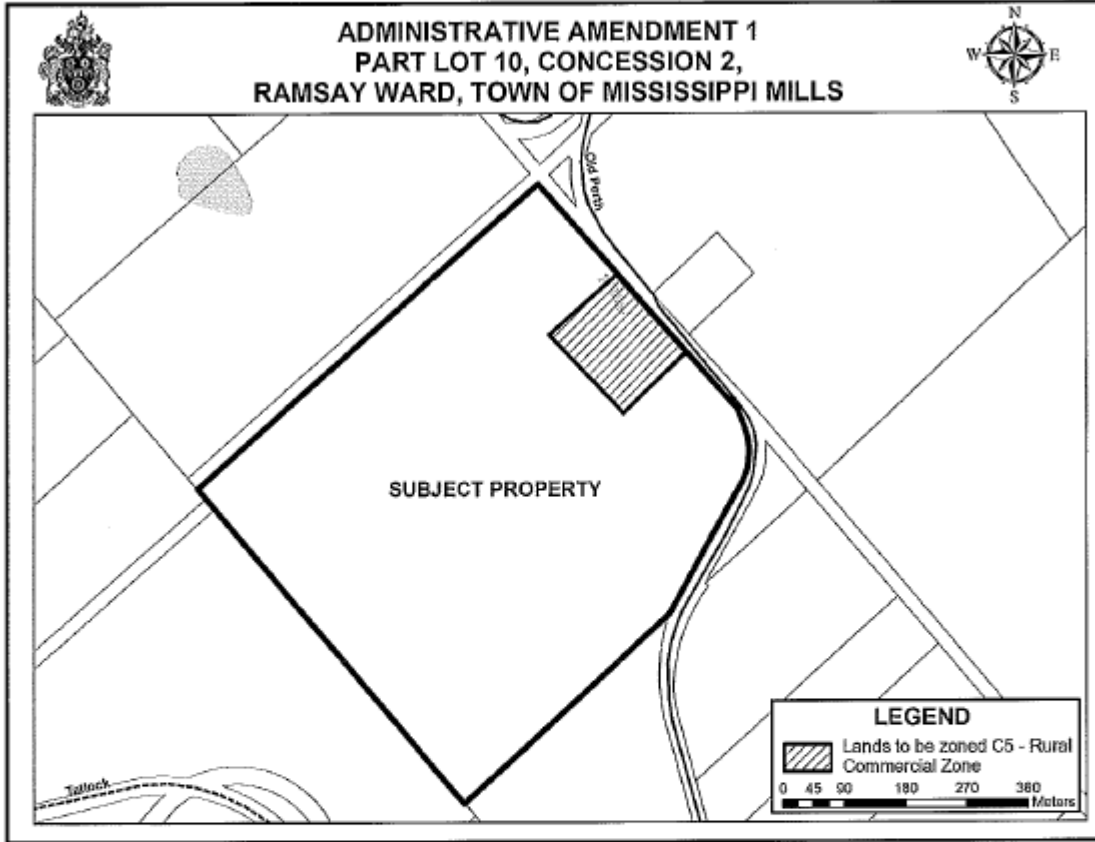 ADMINISTRATIVE AMENDMENT 1
PART LOT 10, CONCESSION 2,
RAMSAY WARD, TOWN OF MISSISSIPPI MILLS
N
W E
S
Old Perth
SUBJECT PROPERTY
Tatlock
LEGEND
Lands to be zoned C5 - Rural
Commercial Zone
0 45 90 180 270 360
Meters